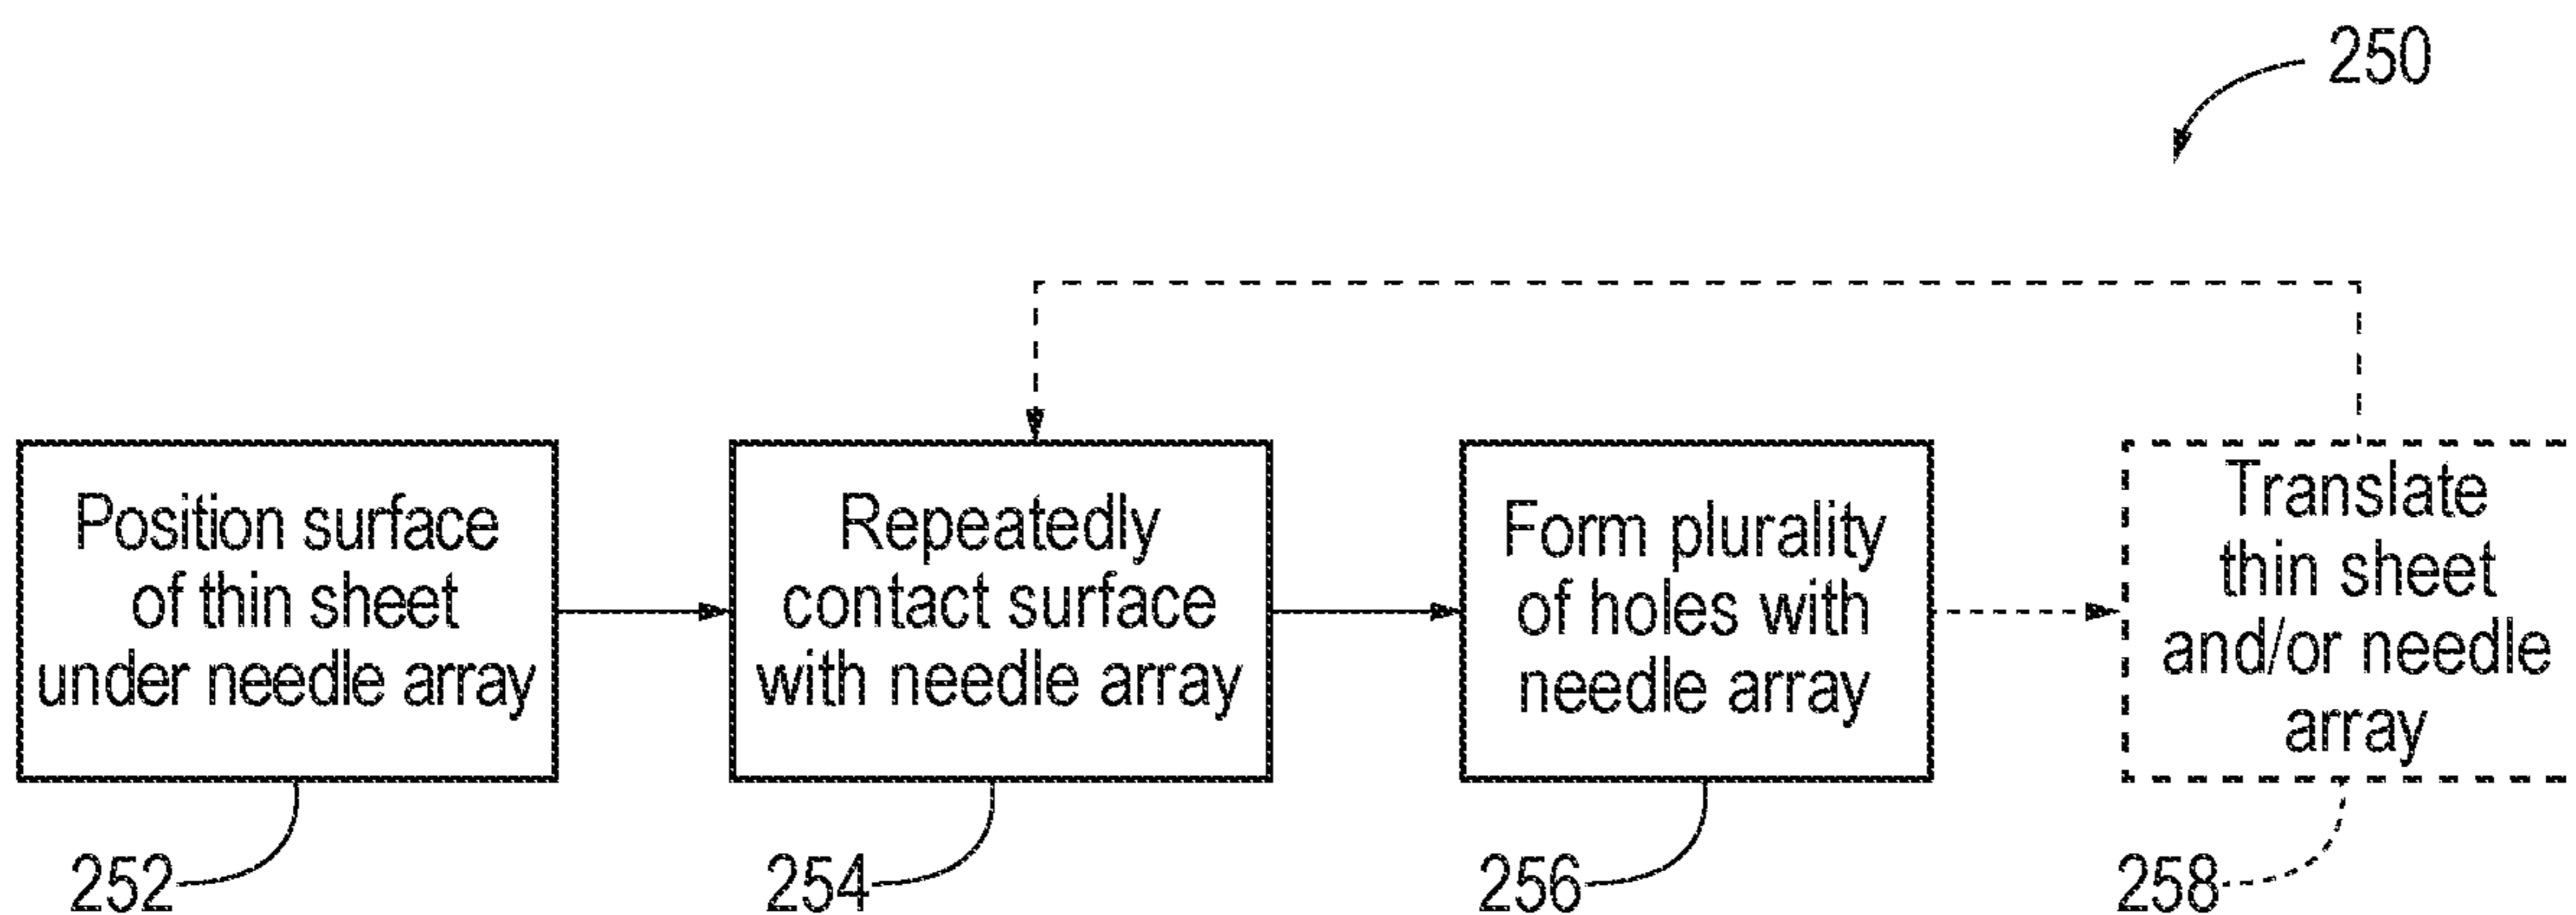 250
Position surface
of thin sheet
under needle array
Repeatedly
contact surface
with needle array
Form plurality
of holes with
needle array
Translate
thin sheet
and/or needle
array
252
254
256
258